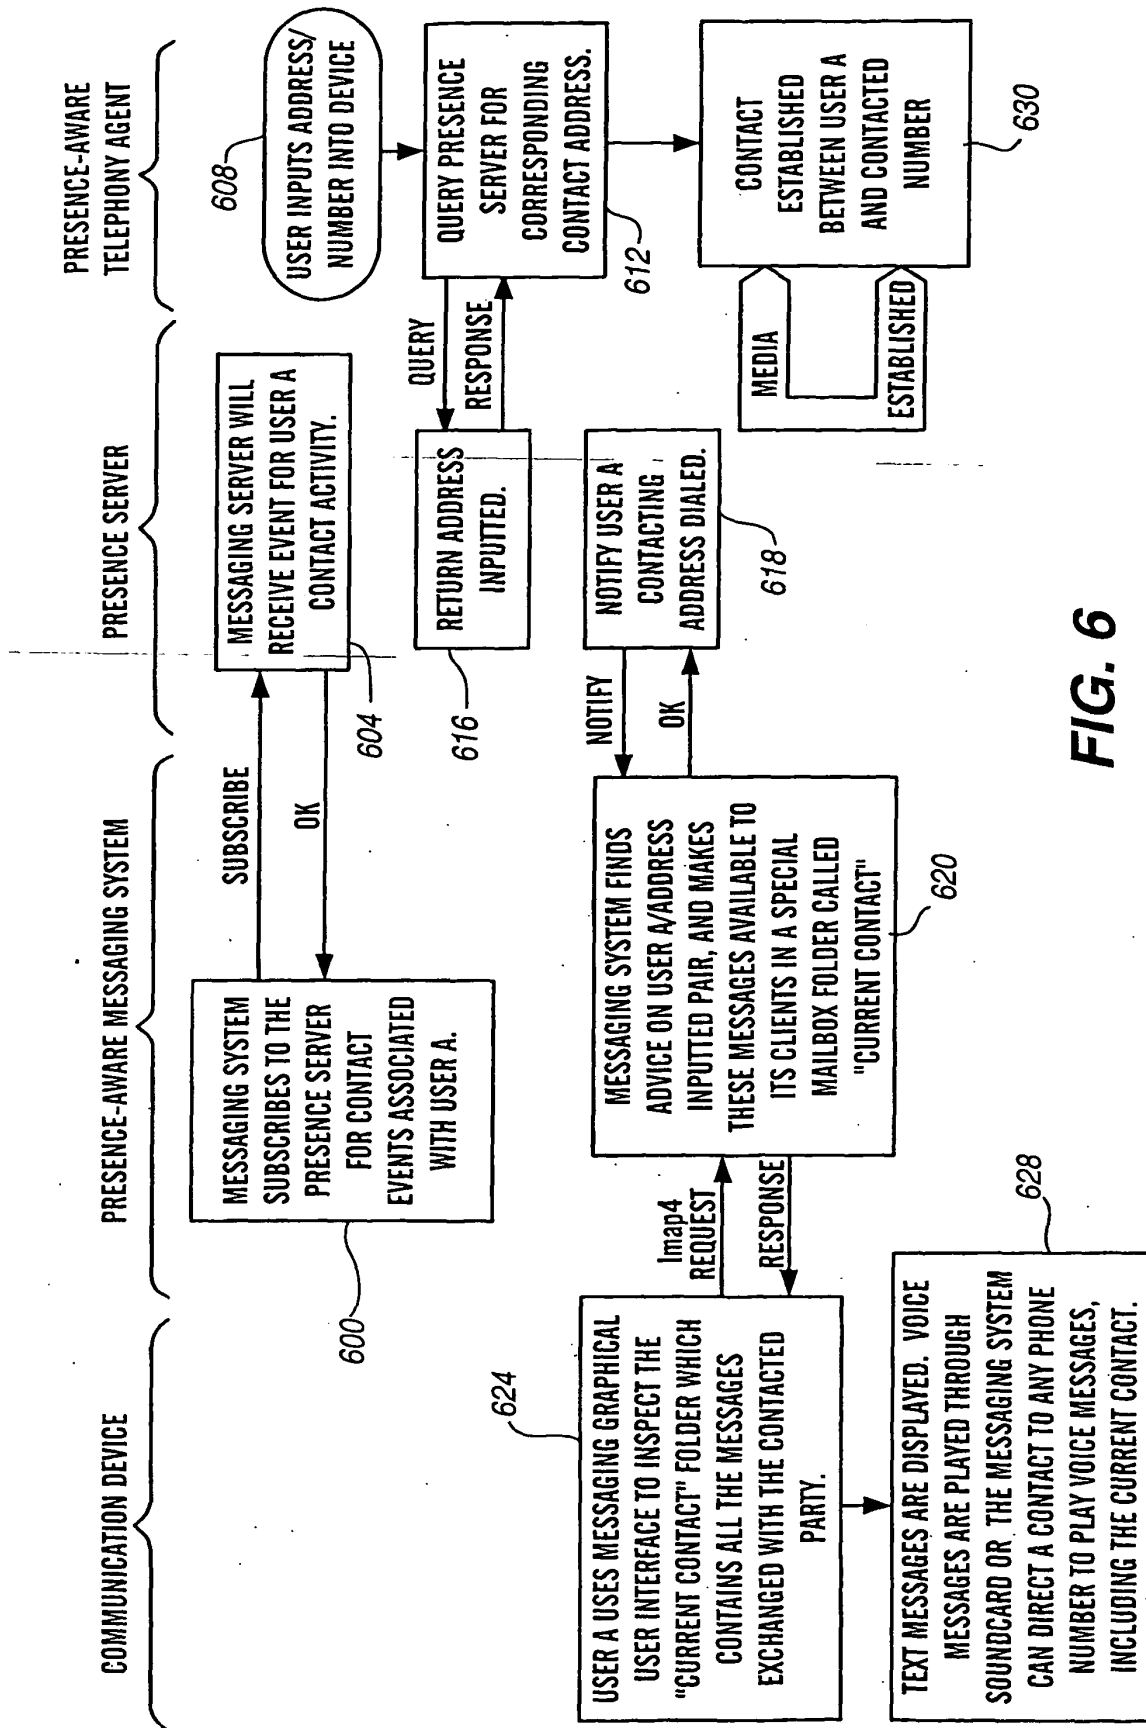 COMMUNICATION DEVICE
PRESENCE-AWARE MESSAGING SYSTEM
PRESENCE SERVER
PRESENCE-AWARE
TELEPHONY AGENT
MESSAGING SYSTEM
SUBSCRIBES TO THE
PRESENCE SERVER
FOR CONTACT
EVENTS ASSOCIATED
WITH USER A.
600
SUBSCRIBE
OK
MESSAGING SERVER WILL
RECEIVE EVENT FOR USER A
CONTACT ACTIVITY.
604
608
USER INPUTS ADDRESS/
NUMBER INTO DEVICE
QUERY PRESENCE
SERVER FOR
CORRESPONDING
CONTACT ADDRESS.
612
QUERY
RESPONSE
RETURN ADDRESS
INPUTTED.
616
NOTIFY USER A
CONTACTING
ADDRESS DIALED.
618
NOTIFY
OK
MESSAGING SYSTEM FINDS
ADVICE ON USER A/ADDRESS
INPUTTED PAIR, AND MAKES
THESE MESSAGES AVAILABLE TO
ITS CLIENTS IN A SPECIAL
MAILBOX FOLDER CALLED
"CURRENT CONTACT"
620
Imap4
REQUEST
RESPONSE
624
USER A USES MESSAGING GRAPHICAL
USER INTERFACE TO INSPECT THE
"CURRENT CONTACT" FOLDER WHICH
CONTAINS ALL THE MESSAGES
EXCHANGED WITH THE CONTACTED
PARTY.
628
TEXT MESSAGES ARE DISPLAYED. VOICE
MESSAGES ARE PLAYED THROUGH
SOUNDCARD OR THE MESSAGING SYSTEM
CAN DIRECT A CONTACT TO ANY PHONE
NUMBER TO PLAY VOICE MESSAGES,
INCLUDING THE CURRENT CONTACT.
MEDIA
ESTABLISHED
CONTACT
ESTABLISHED
BETWEEN USER A
AND CONTACTED
NUMBER
630
FIG. 6